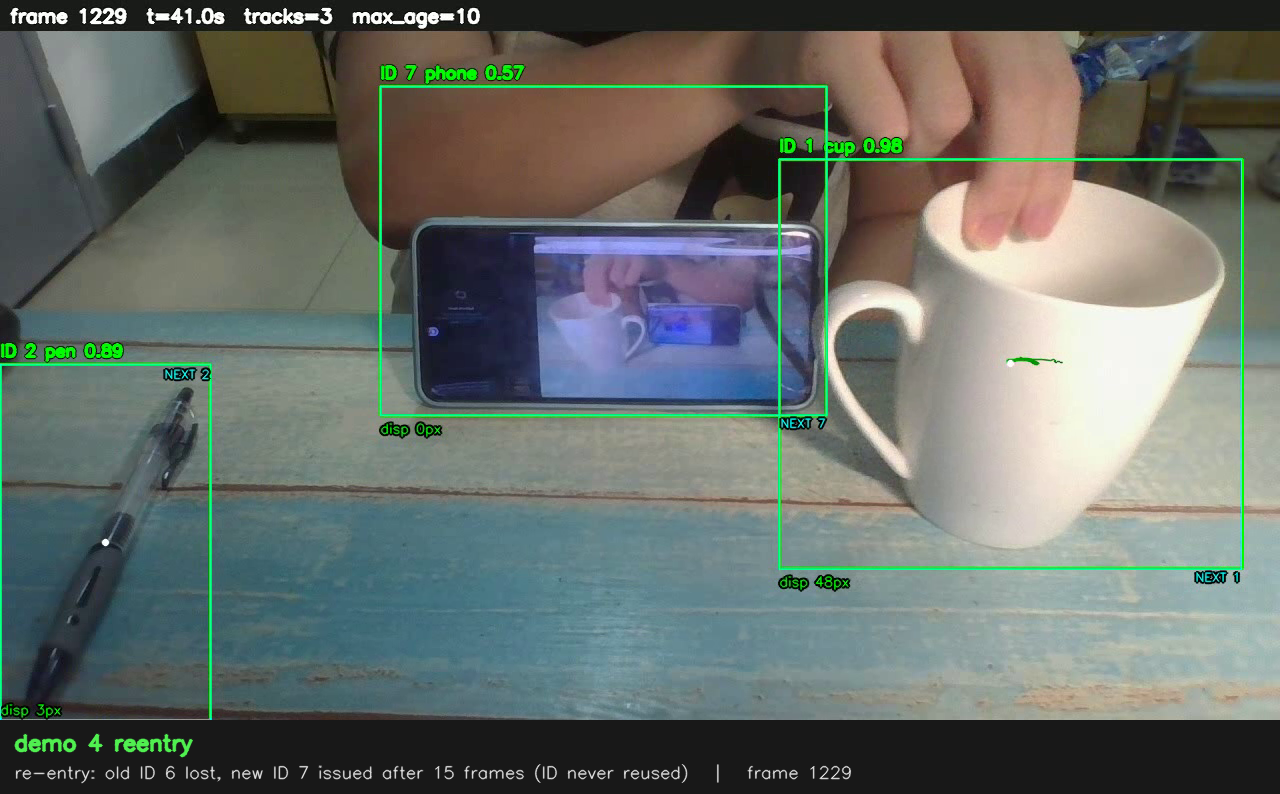 frame 1229 t=41.0s tracks=3 max_age=10
ID 7 phone 0.57
ID 1 cup 0.98
ID 2 pen 0.89
NEXT 2
disp 0px
NEXT 7
disp 48px
NEXT 1
disp 3px
demo 4 reentry
re-entry: old ID 6 lost, new ID 7 issued after 15 frames (ID never reused) | frame 1229